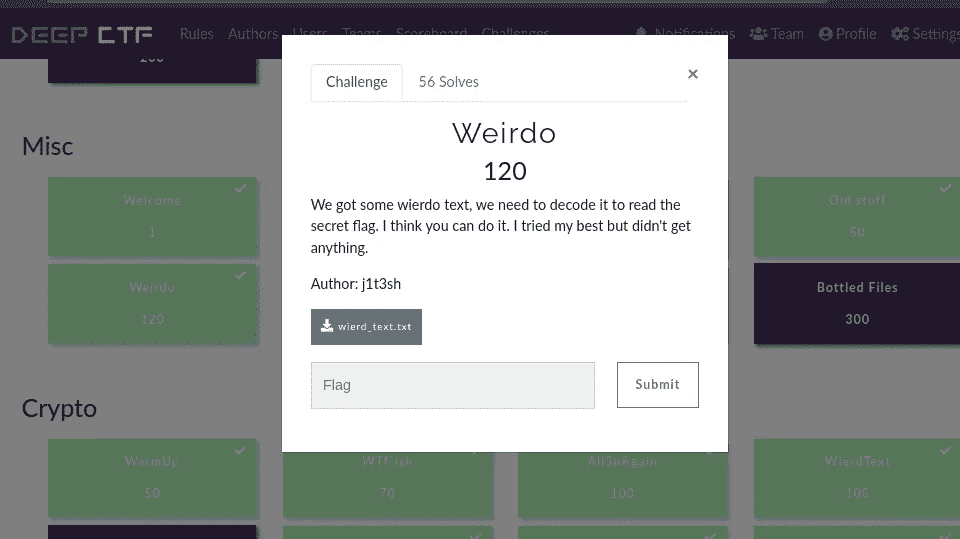 DEEP CTF
Rules Authors Users Teams Scoreboard Challenges Notifications Team Profile Settings
200
Challenge
56 Solves
×
Weirdo
120
We got some wierdo text, we need to decode it to read the
secret flag. I think you can do it. I tried my best but didn't get
anything.
Author: j1t3sh
wierd_text.txt
Flag
Submit
Misc
Welcome
1
Old stuff
50
Weirdo
120
Bottled Files
300
Crypto
WarmUp
50
70
100
WierdText
100